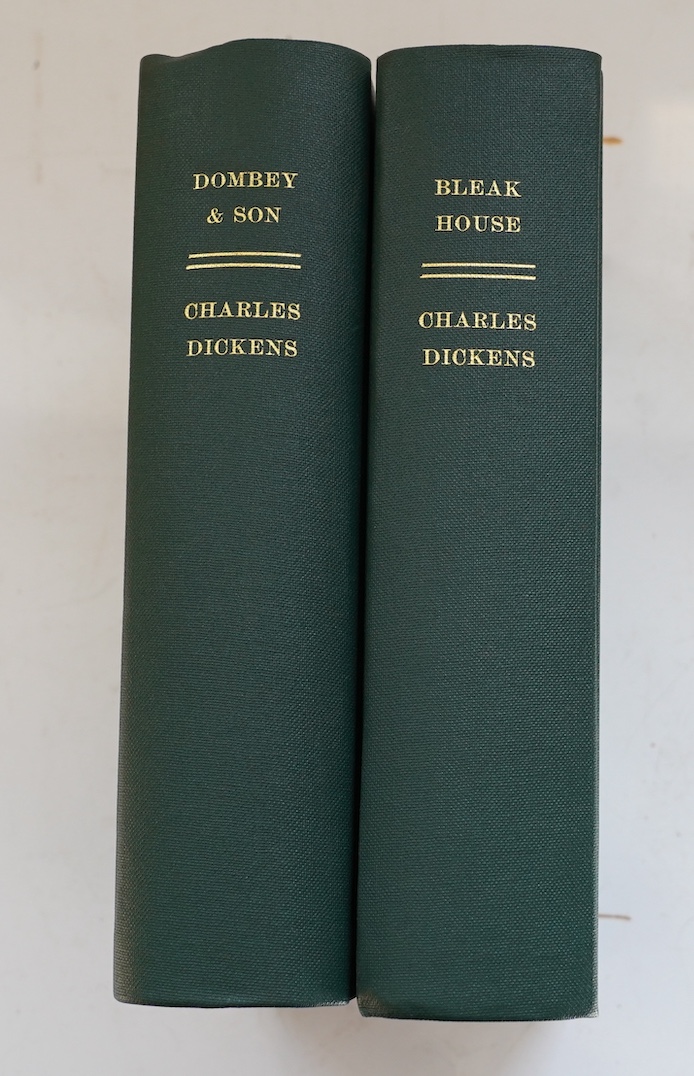 DOMBEY
& SON
CHARLES
DICKENS
BLEAK
HOUSE
CHARLES
DICKENS